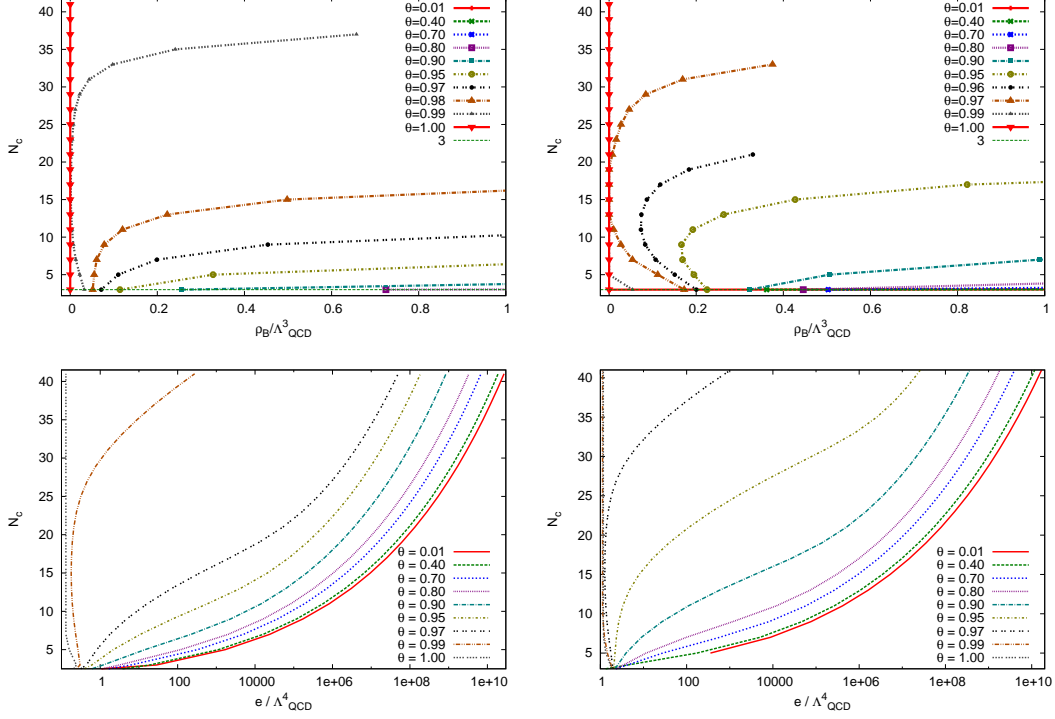 N_c
40
35
30
25
20
15
10
5
0
0.2
0.4
0.6
0.8
1
ρ_B/Λ^3_QCD
θ=0.01
θ=0.40
θ=0.70
θ=0.80
θ=0.90
θ=0.95
θ=0.97
θ=0.98
θ=0.99
θ=1.00
3
N_c
40
35
30
25
20
15
10
5
0
0.2
0.4
0.6
0.8
1
ρ_B/Λ^3_QCD
θ=0.01
θ=0.40
θ=0.70
θ=0.80
θ=0.90
θ=0.95
θ=0.96
θ=0.97
θ=0.99
θ=1.00
3
N_c
40
35
30
25
20
15
10
5
1
100
10000
1e+06
1e+08
1e+10
e / Λ^4_QCD
θ = 0.01
θ = 0.40
θ = 0.70
θ = 0.80
θ = 0.90
θ = 0.95
θ = 0.97
θ = 0.99
θ = 1.00
N_c
40
35
30
25
20
15
10
5
1
100
10000
1e+06
1e+08
1e+10
e / Λ^4_QCD
θ = 0.01
θ = 0.40
θ = 0.70
θ = 0.80
θ = 0.90
θ = 0.95
θ = 0.97
θ = 0.99
θ = 1.00